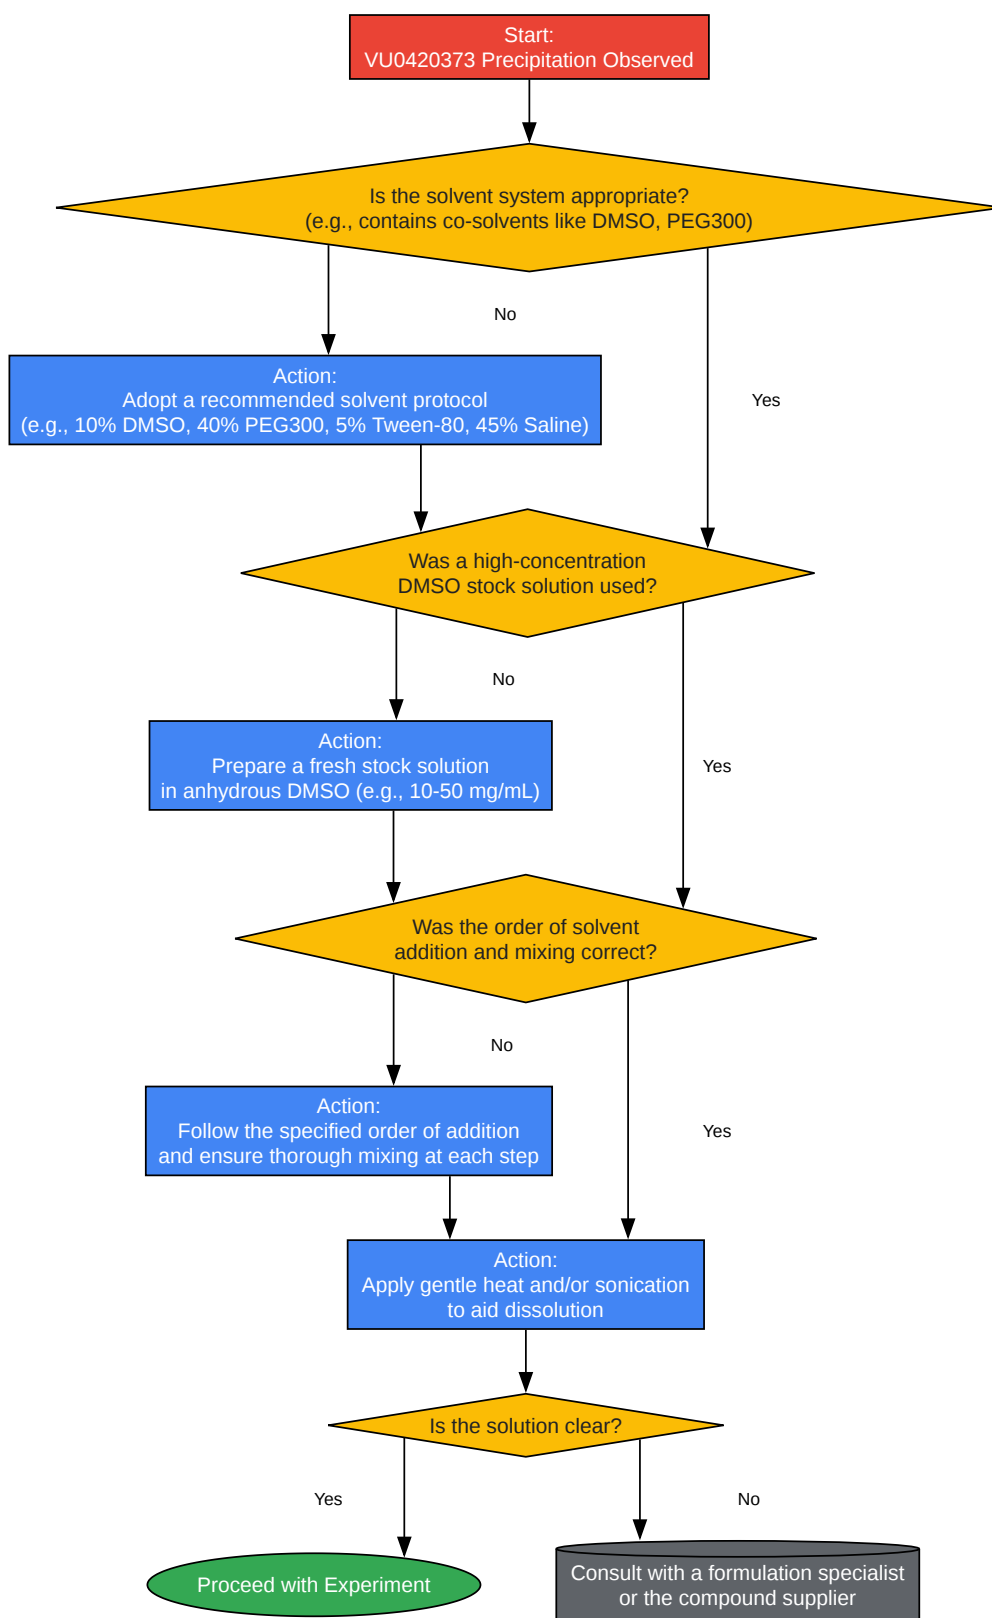 Start:
VU0420373 Precipitation Observed
Is the solvent system appropriate?
(e.g., contains co-solvents like DMSO, PEG300)
No
Action:
Adopt a recommended solvent protocol
(e.g., 10% DMSO, 40% PEG300, 5% Tween-80, 45% Saline)
Yes
Was a high-concentration
DMSO stock solution used?
No
Action:
Prepare a fresh stock solution
in anhydrous DMSO (e.g., 10-50 mg/mL)
Yes
Was the order of solvent
addition and mixing correct?
No
Action:
Follow the specified order of addition
and ensure thorough mixing at each step
Yes
Action:
Apply gentle heat and/or sonication
to aid dissolution
Is the solution clear?
Yes
No
Proceed with Experiment
Consult with a formulation specialist
or the compound supplier